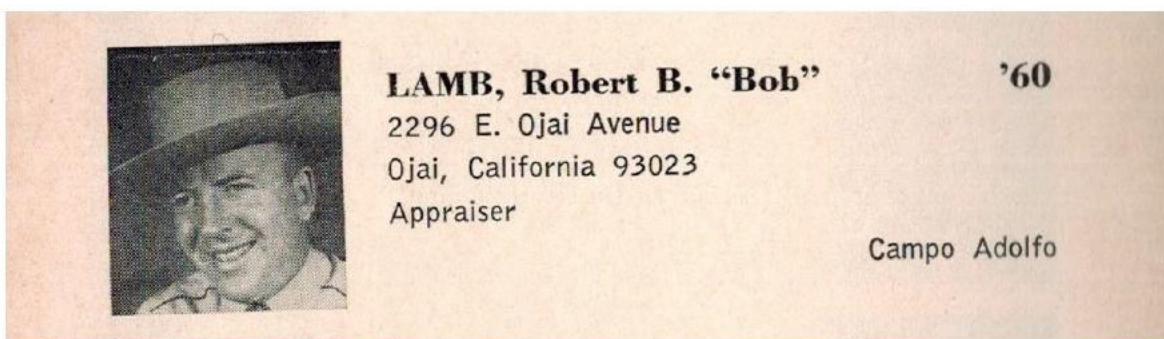 LAMB, Robert B. “Bob” ’60
2296 E. Ojai Avenue
Ojai, California 93023
Appraiser
Campo Adolfo